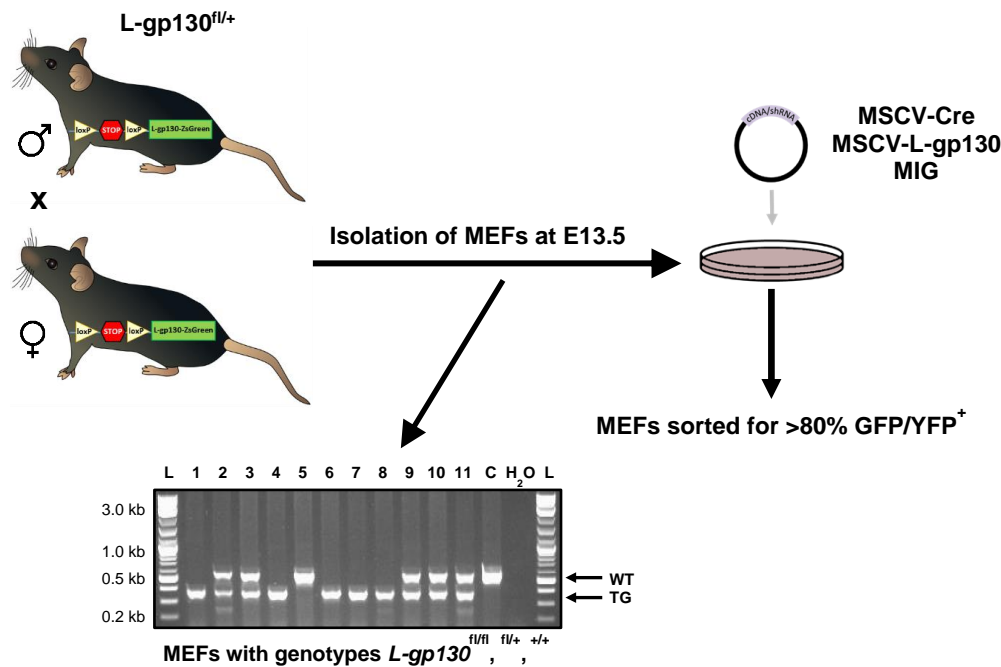 L-gp130fl/+
♂
loxP STOP loxP L-gp130-ZsGreen
x
♀
loxP STOP loxP L-gp130-ZsGreen
Isolation of MEFs at E13.5
cDNA/shRNA
MSCV-Cre
MSCV-L-gp130
MIG
MEFs sorted for >80% GFP/YFP+
L 1 2 3 4 5 6 7 8 9 10 11 C H2O L
3.0 kb
1.0 kb
0.5 kb
0.2 kb
WT
TG
MEFs with genotypes L-gp130fl/fl, fl/+, +/+